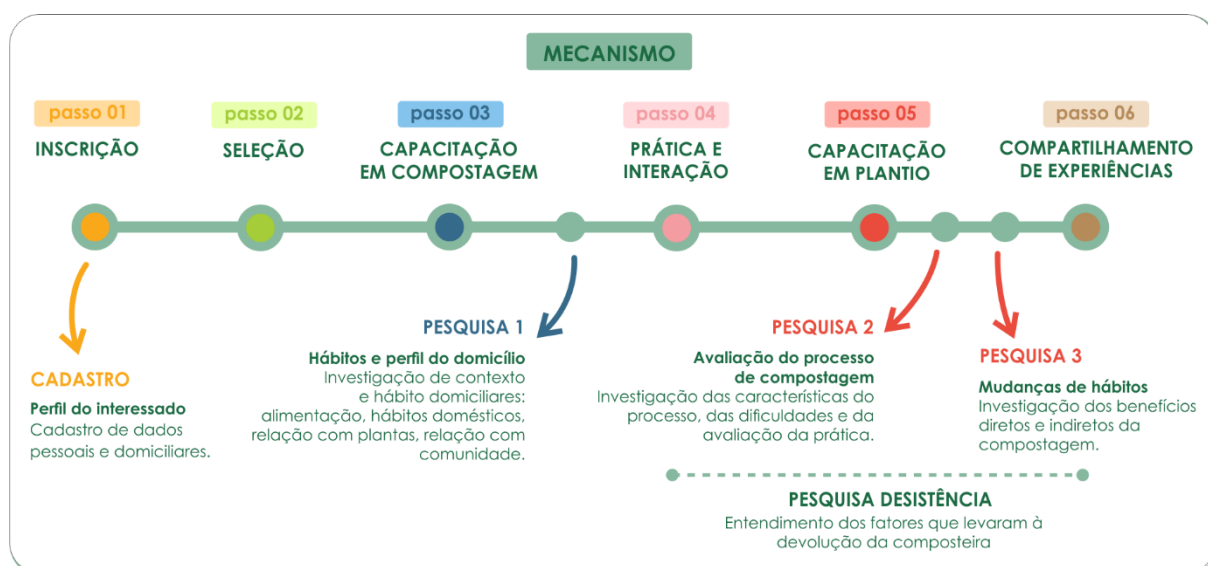 MECANISMO
passo 01
INSCRIÇÃO
passo 02
SELEÇÃO
passo 03
CAPACITAÇÃO
EM COMPOSTAGEM
passo 04
PRÁTICA E
INTERAÇÃO
passo 05
CAPACITAÇÃO
EM PLANTIO
passo 06
COMPARTILHAMENTO
DE EXPERIÊNCIAS
CADASTRO
Perfil do interessado
Cadastro de dados
pessoais e domiciliares.
PESQUISA 1
Hábitos e perfil do domicílio
Investigação de contexto
e hábito domiciliares:
alimentação, hábitos domésticos,
relação com plantas, relação com
comunidade.
PESQUISA 2
Avaliação do processo
de compostagem
Investigação das características do
processo, das dificuldades e da
avaliação da prática.
PESQUISA 3
Mudanças de hábitos
Investigação dos benefícios
diretos e indiretos da
compostagem.
PESQUISA DESISTÊNCIA
Entendimento dos fatores que levaram à
devolução da composteira